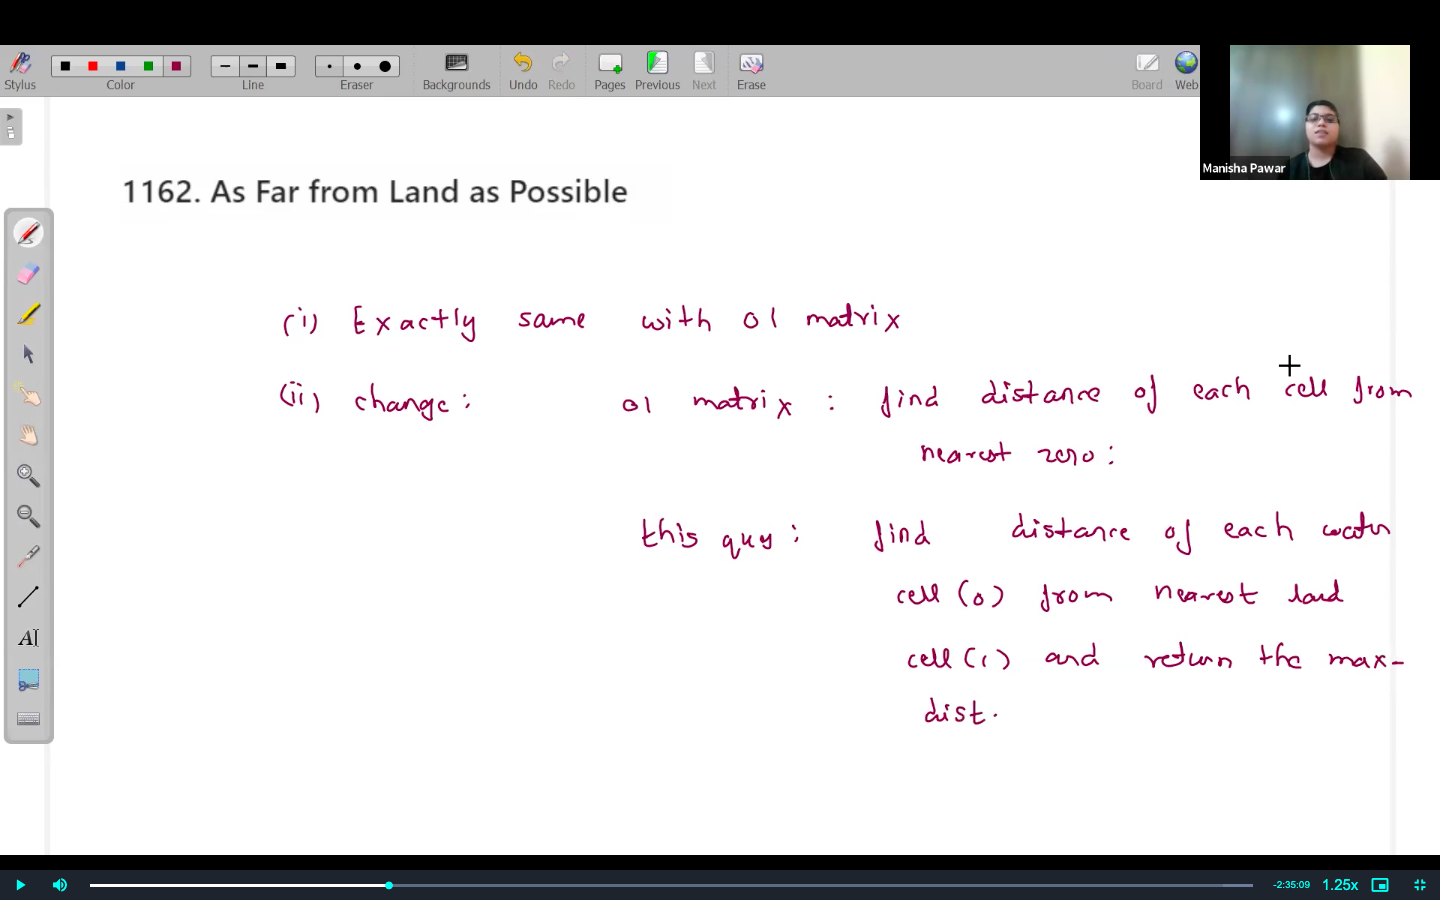 Stylus
Color
Line
Eraser
Backgrounds
Undo
Redo
Pages
Previous
Next
Erase
Board
Web
Manisha Pawar
1162. As Far from Land as Possible
(i) Exactly same with 01 matrix
(ii) change: 01 matrix : find distance of each cell from
nearest zero:
this quy: find distance of each water
cell (0) from nearest land
cell (1) and return the max-
dist.
AI
-2:35:09
1.25x